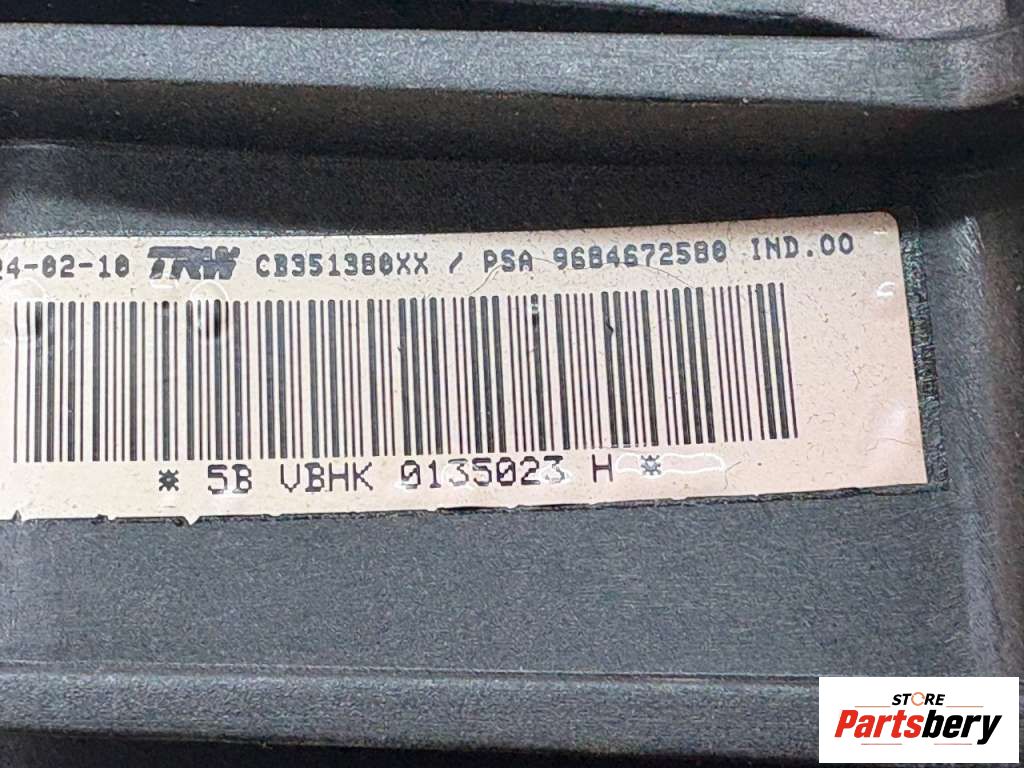 24-02-10 TRW CB351380XX / PSA 9684672580 IND.00
* 5B VBHK 0135023 H *
STORE
Partsbery